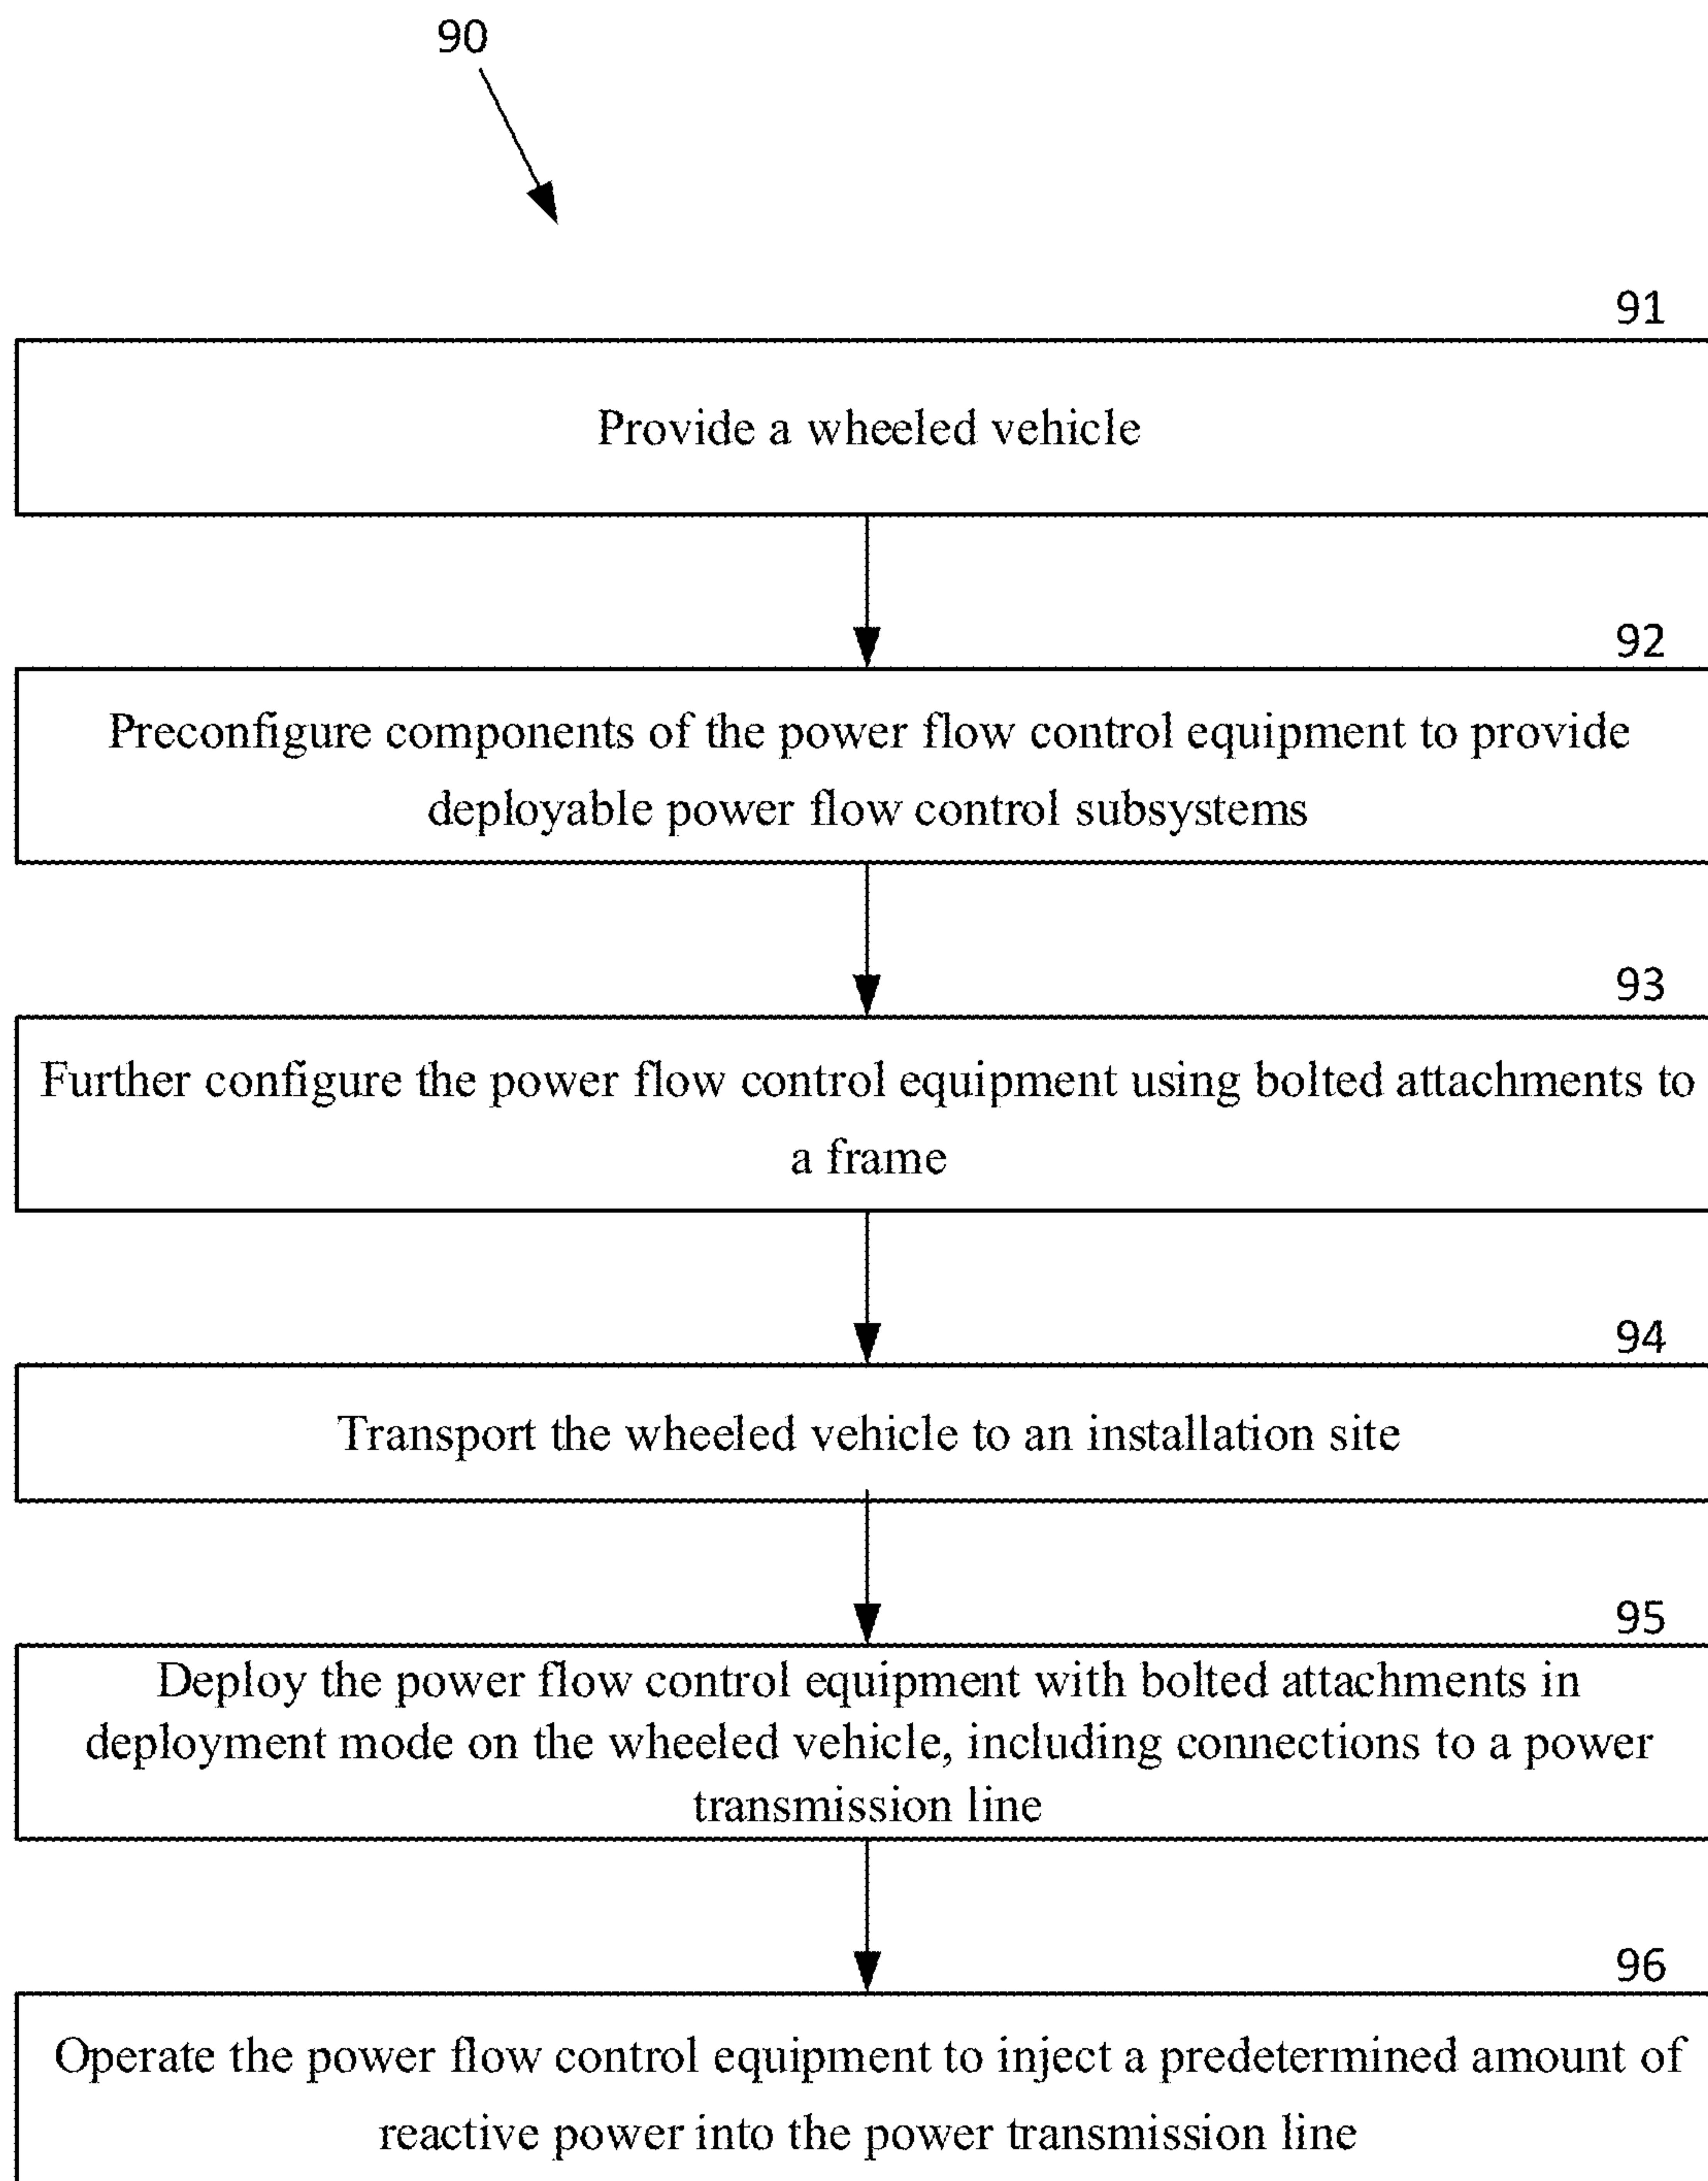 90
91
Provide a wheeled vehicle
92
Preconfigure components of the power flow control equipment to provide
deployable power flow control subsystems
93
Further configure the power flow control equipment using bolted attachments to
a frame
94
Transport the wheeled vehicle to an installation site
95
Deploy the power flow control equipment with bolted attachments in
deployment mode on the wheeled vehicle, including connections to a power
transmission line
96
Operate the power flow control equipment to inject a predetermined amount of
reactive power into the power transmission line